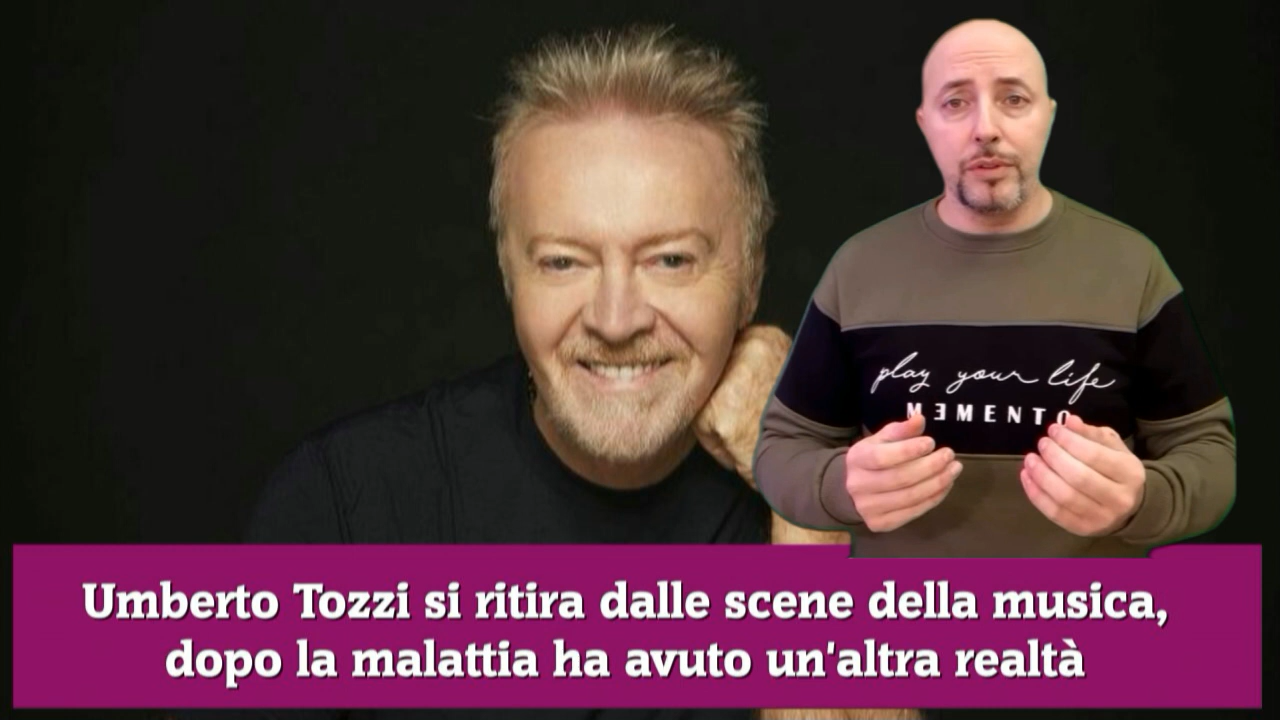 play your life
MEMENTO
Umberto Tozzi si ritira dalle scene della musica,
dopo la malattia ha avuto un'altra realtà